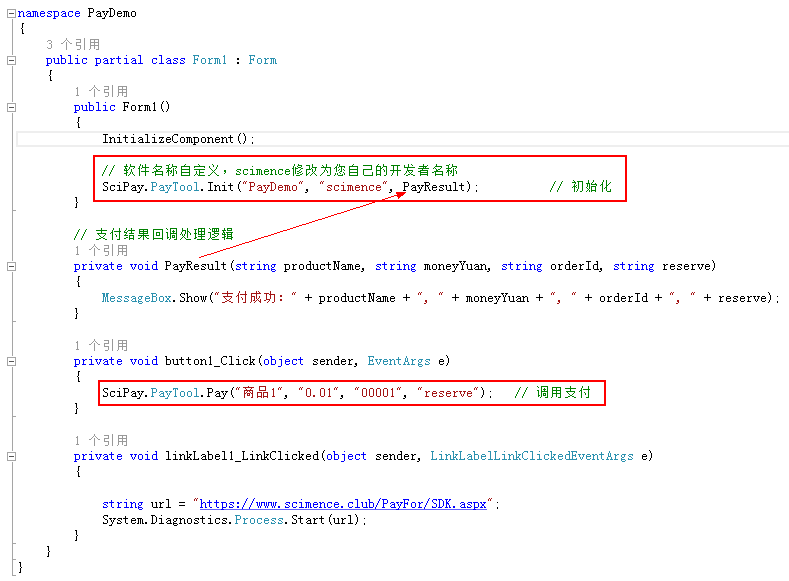 namespace PayDemo
{
3 个引用
public partial class Form1 : Form
{
1 个引用
public Form1()
{
InitializeComponent();
// 软件名称自定义，scimence修改为您自己的开发者名称
SciPay.PayTool.Init("PayDemo", "scimence", PayResult); // 初始化
}
// 支付结果回调处理逻辑
1 个引用
private void PayResult(string productName, string moneyYuan, string orderId, string reserve)
{
MessageBox.Show("支付成功：" + productName + ", " + moneyYuan + ", " + orderId + ", " + reserve);
}
1 个引用
private void button1_Click(object sender, EventArgs e)
{
SciPay.PayTool.Pay("商品1", "0.01", "00001", "reserve"); // 调用支付
}
1 个引用
private void linkLabel1_LinkClicked(object sender, LinkLabelLinkClickedEventArgs e)
{
string url = "https://www.scimence.club/PayFor/SDK.aspx";
System.Diagnostics.Process.Start(url);
}
}
}